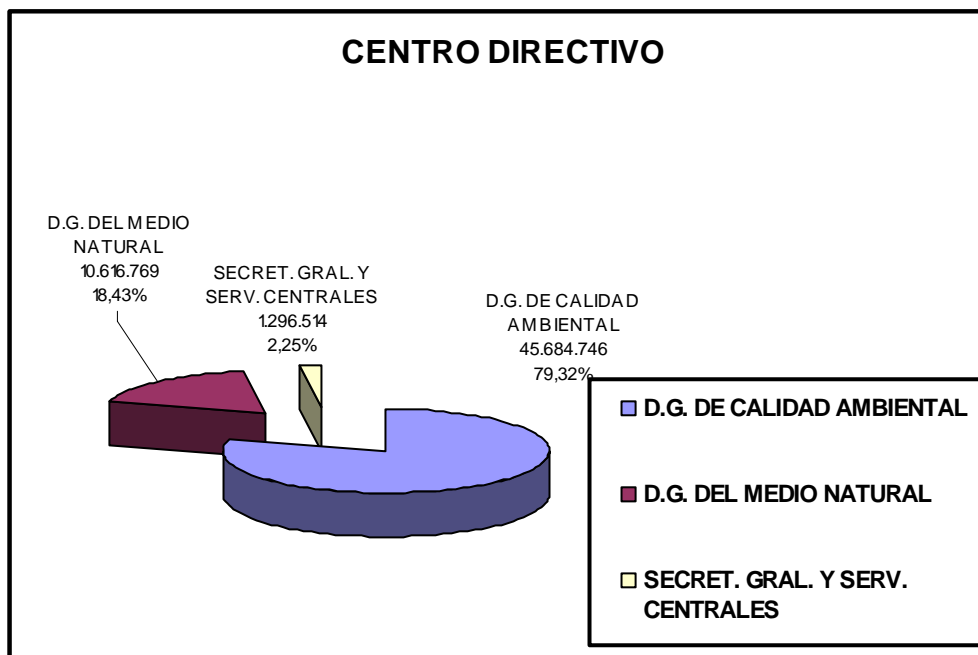 CENTRO DIRECTIVO
D.G. DEL MEDIO
NATURAL
10.616.769
18,43%
SECRET. GRAL. Y
SERV. CENTRALES
1.296.514
2,25%
D.G. DE CALIDAD
AMBIENTAL
45.684.746
79,32%
D.G. DE CALIDAD AMBIENTAL
D.G. DEL MEDIO NATURAL
SECRET. GRAL. Y SERV.
CENTRALES